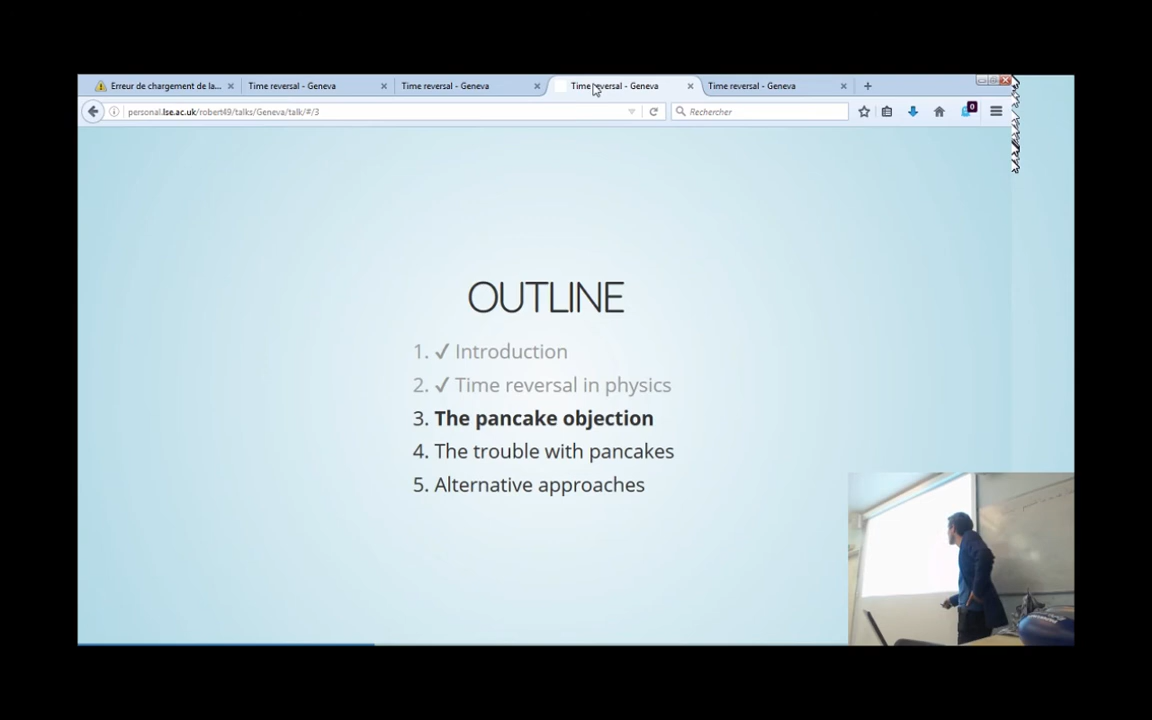 Erreur de chargement de la...
Time reversal - Geneva
Time reversal - Geneva
Time reversal - Geneva
Time reversal - Geneva
personal.lse.ac.uk/robert49/talks/Geneva/talk/#/3
Rechercher
0
OUTLINE
1. ✓ Introduction
2. ✓ Time reversal in physics
3. The pancake objection
4. The trouble with pancakes
5. Alternative approaches